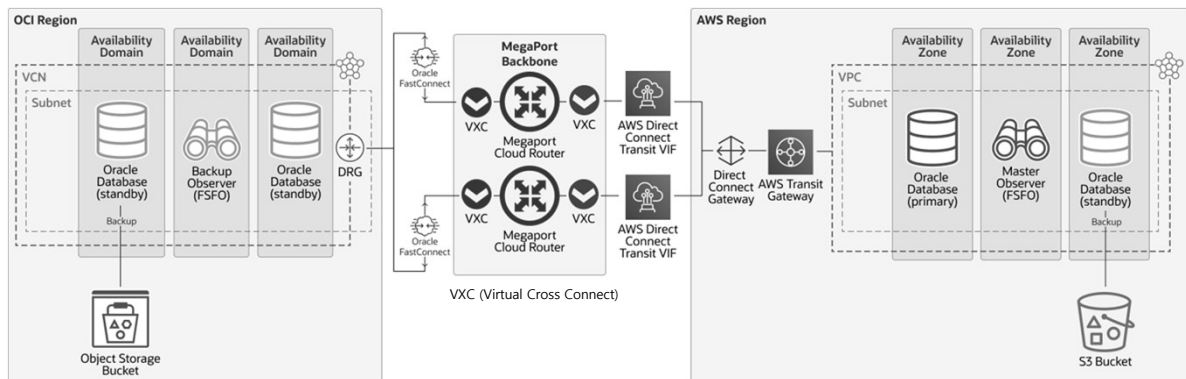 OCI Region
Availability
Domain
Availability
Domain
Availability
Domain
VCN
Subnet
Oracle
Database
(standby)
Backup
Observer
(FSFO)
Oracle
Database
(standby)
DRG
Backup
Object Storage
Bucket
Oracle
FastConnect
Oracle
FastConnect
MegaPort
Backbone
VXC
Megaport
Cloud Router
VXC
VXC
Megaport
Cloud Router
VXC
VXC (Virtual Cross Connect)
AWS Direct
Connect
Transit VIF
AWS Direct
Connect
Transit VIF
AWS Region
Direct
Connect
Gateway
AWS Transit
Gateway
Availability
Zone
Availability
Zone
Availability
Zone
VPC
Subnet
Oracle
Database
(primary)
Master
Observer
(FSFO)
Oracle
Database
(standby)
Backup
S3 Bucket